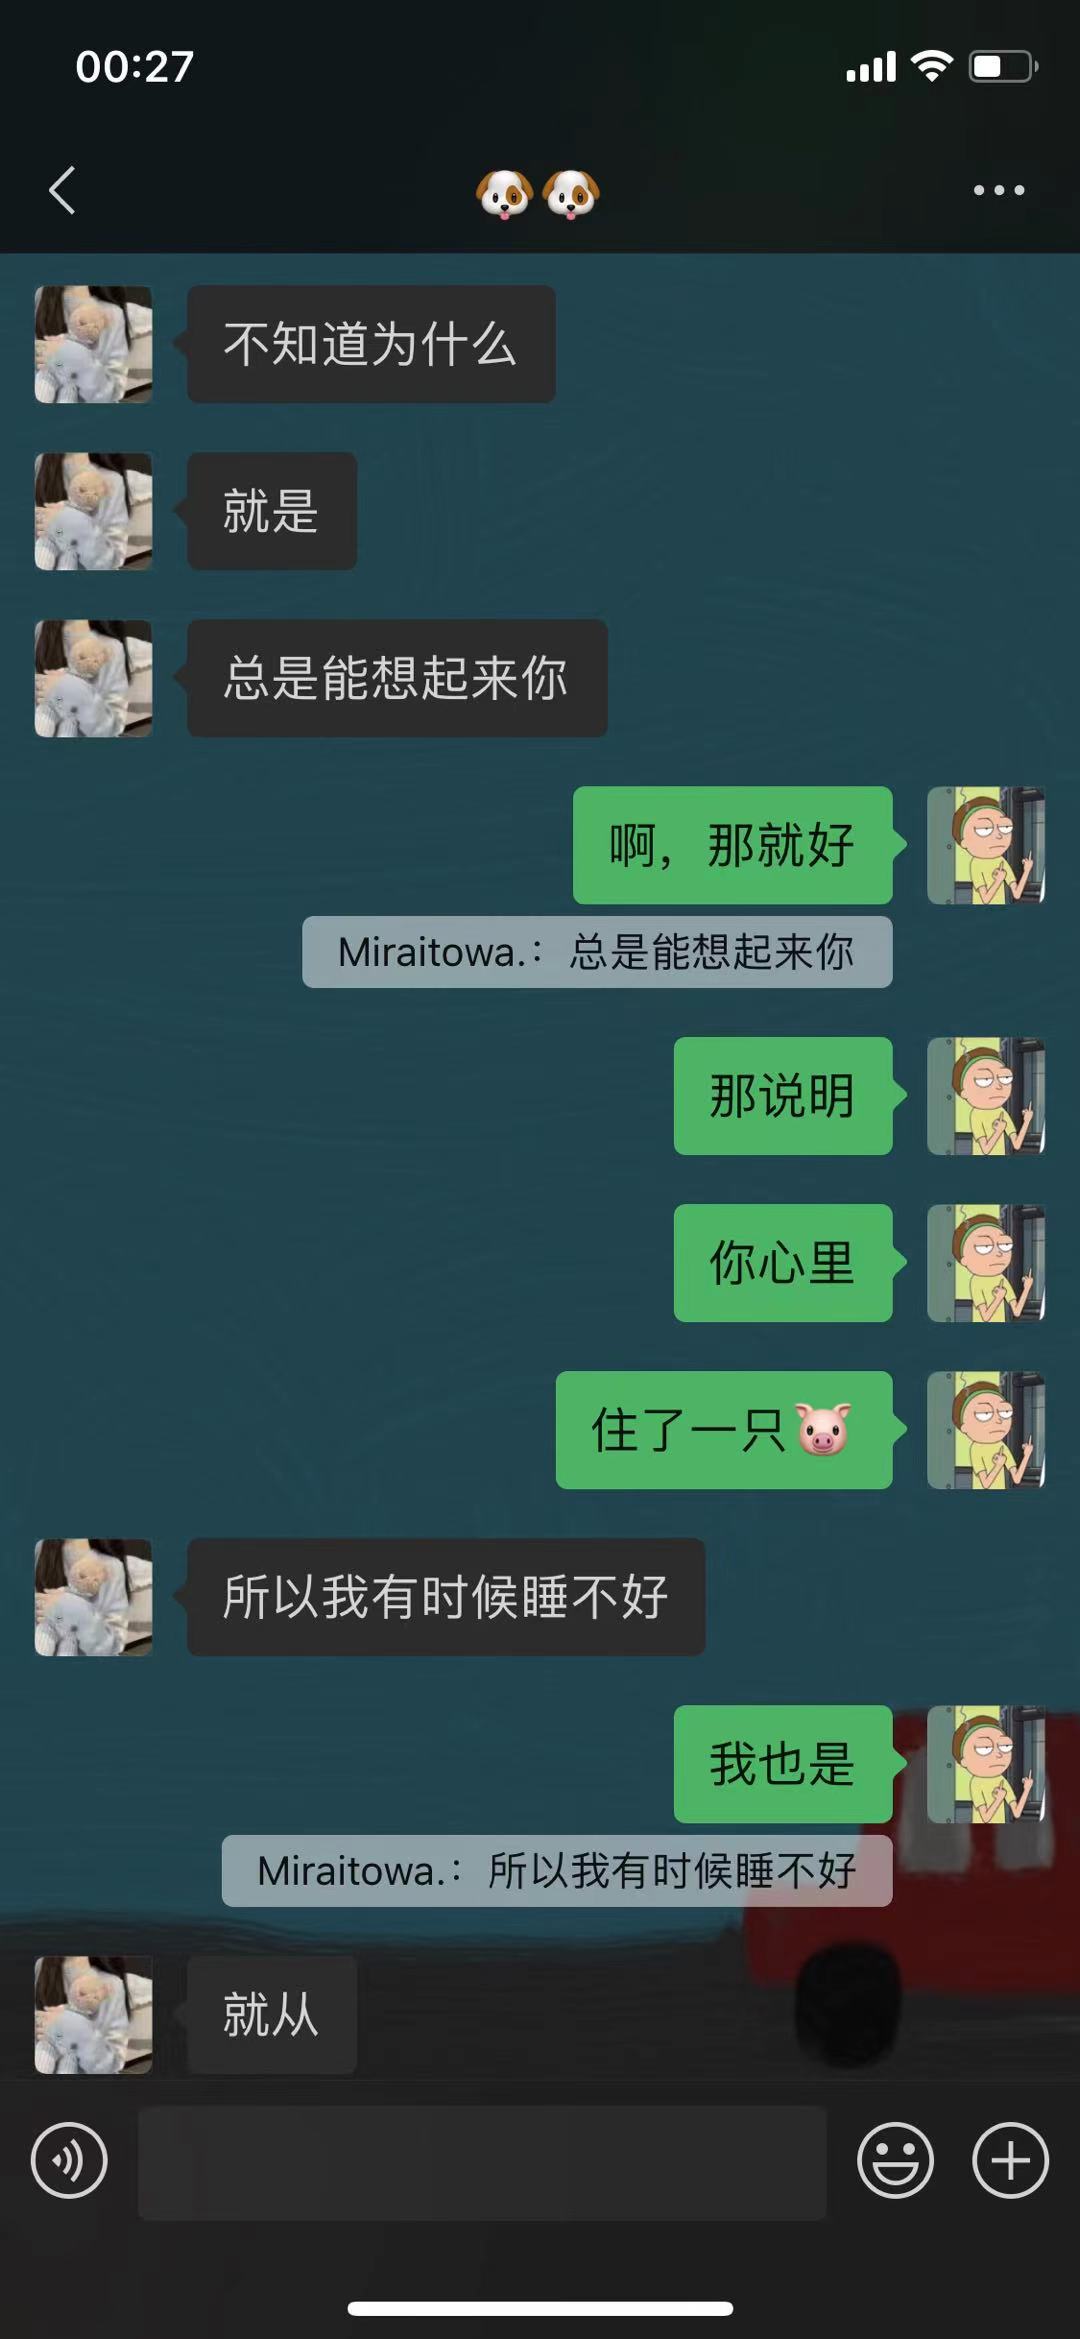 00:27
🐶🐶
不知道为什么
就是
总是能想起来你
啊，那就好
Miraitowa.：总是能想起来你
那说明
你心里
住了一只🐷
所以我有时候睡不好
我也是
Miraitowa.：所以我有时候睡不好
就从